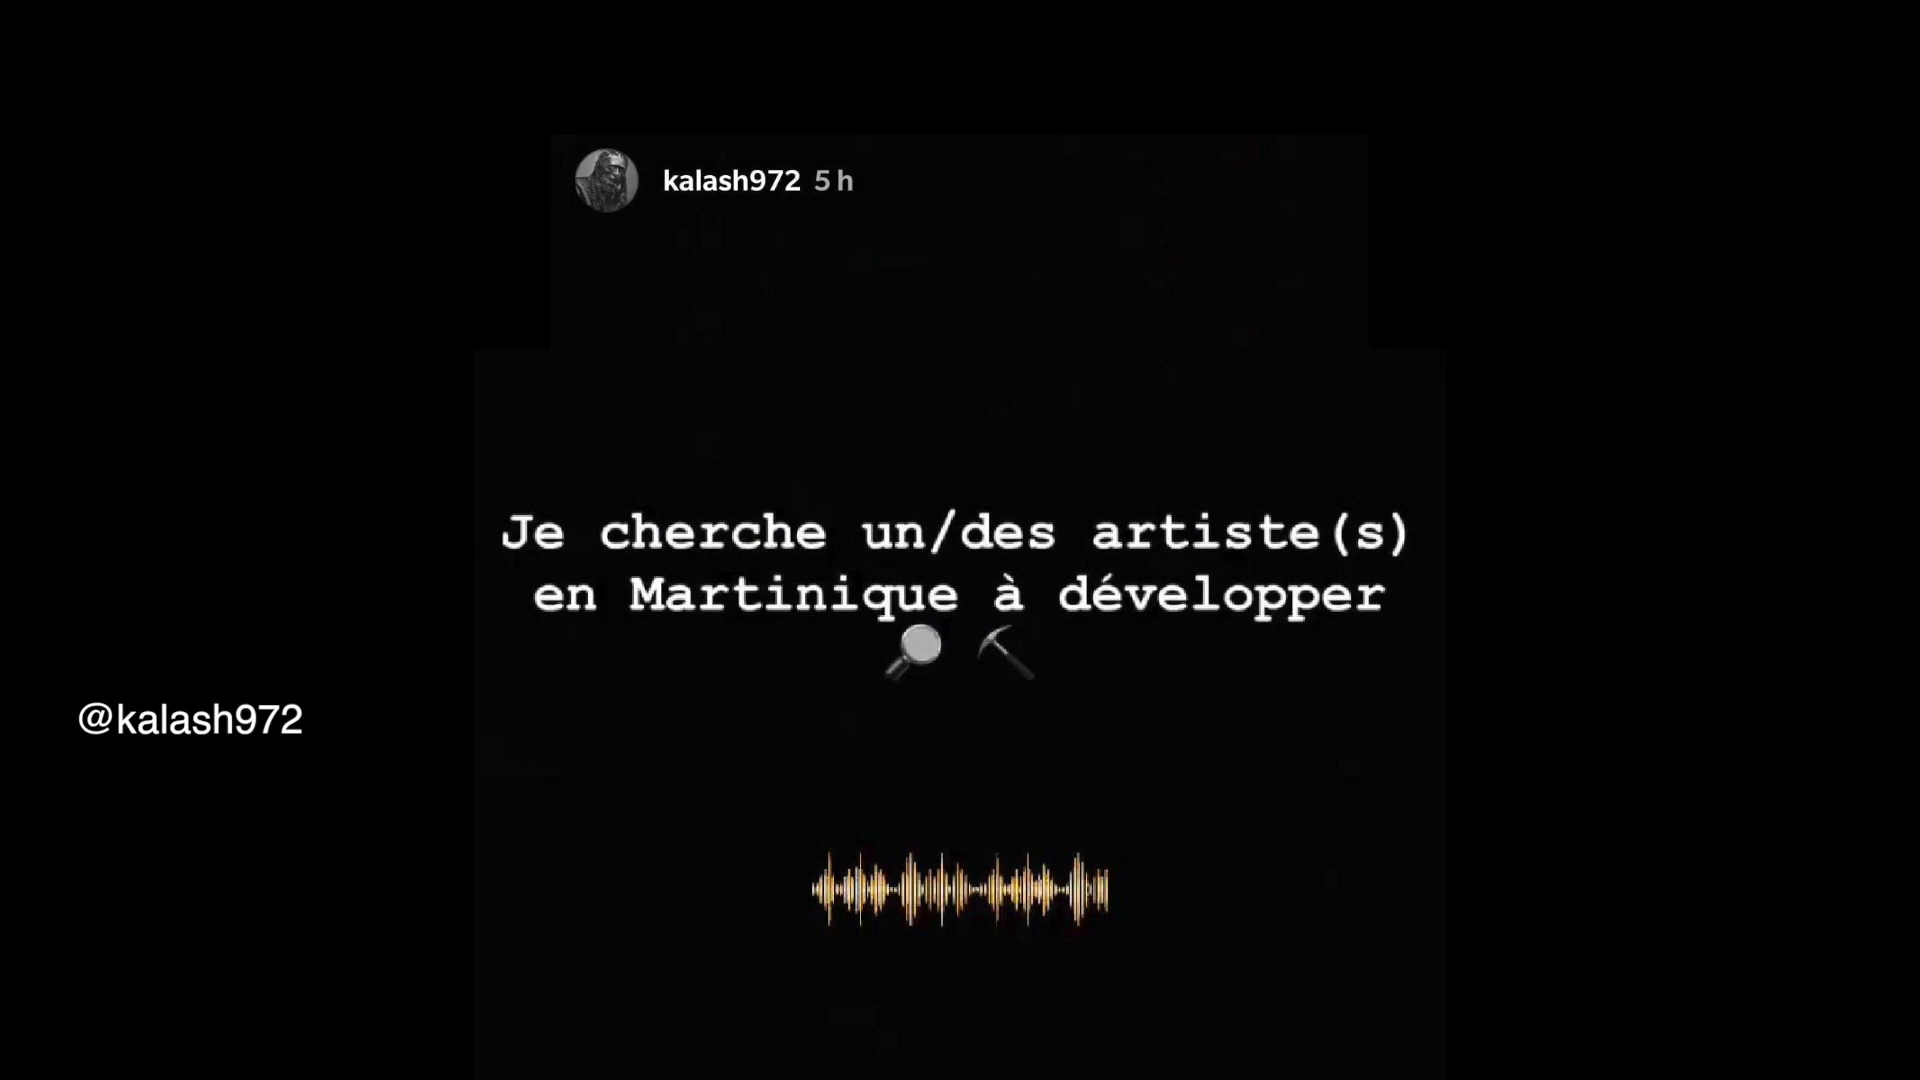 kalash972 5 h
Je cherche un/des artiste(s)
en Martinique à développer
@kalash972